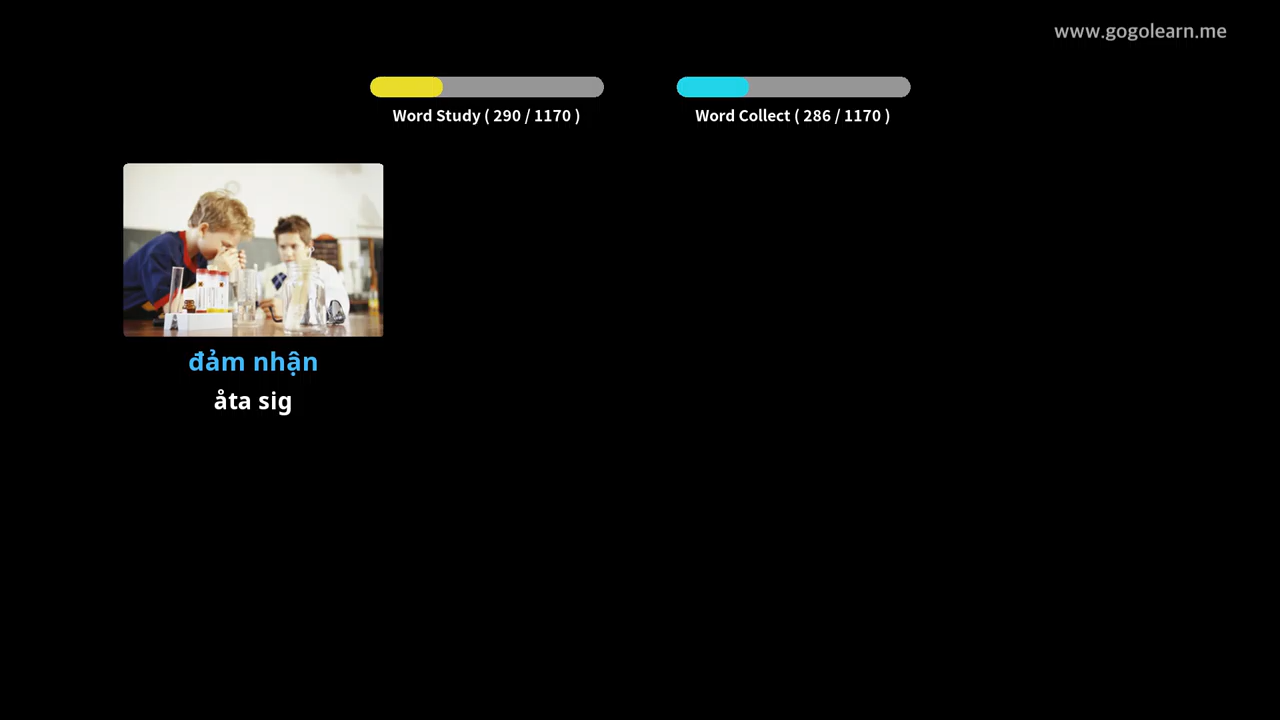 www.gogolearn.me
Word Study ( 290 / 1170 )
Word Collect ( 286 / 1170 )
đảm nhận
åta sig